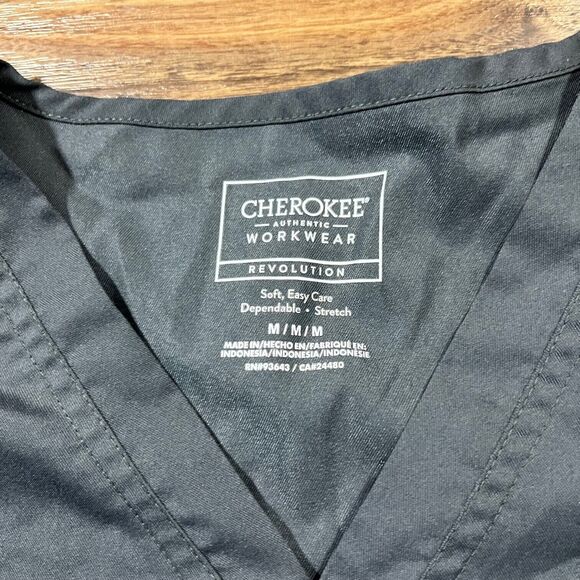 CHEROKEE®
AUTHENTIC
WORKWEAR
REVOLUTION
Soft, Easy Care
Dependable • Stretch
M / M / M
MADE IN/HECHO EN/FABRIQUÉ EN:
INDONESIA/INDONESIA/INDONÉSIE
RN#93643 / CA#24480